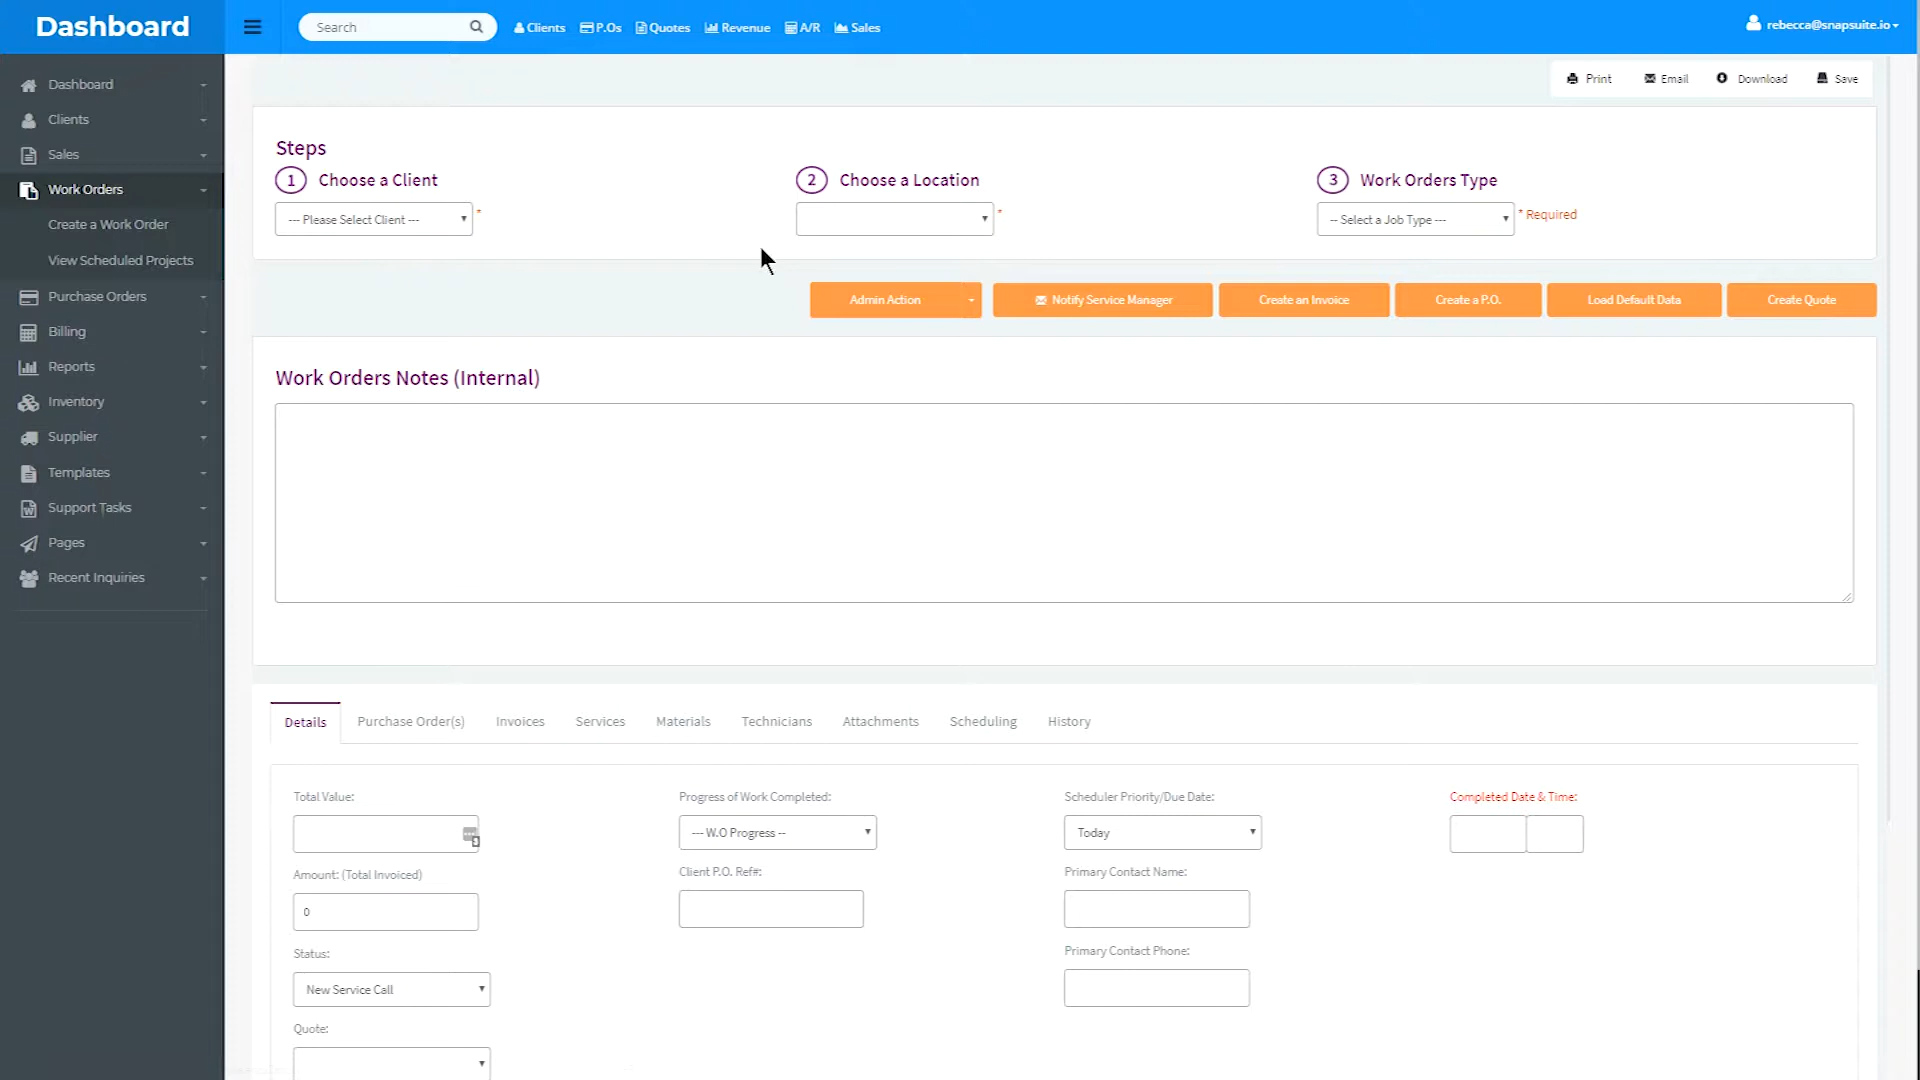 Dashboard
Search
Clients
P.Os
Quotes
Revenue
A/R
Sales
rebecca@snapsuite.io
Dashboard
Clients
Sales
Work Orders
Create a Work Order
View Scheduled Projects
Purchase Orders
Billing
Reports
Inventory
Supplier
Templates
Support Tasks
Pages
Recent Inquiries
Print
Email
Download
Save
Steps
1 Choose a Client
--- Please Select Client --- *
2 Choose a Location
*
3 Work Orders Type
-- Select a Job Type --- * Required
Admin Action
Notify Service Manager
Create an Invoice
Create a P.O.
Load Default Data
Create Quote
Work Orders Notes (Internal)
Details
Purchase Order(s)
Invoices
Services
Materials
Technicians
Attachments
Scheduling
History
Total Value:
Amount: (Total Invoiced)
0
Status:
New Service Call
Quote:
Progress of Work Completed:
--- W.O Progress --
Client P.O. Ref#:
Scheduler Priority/Due Date:
Today
Primary Contact Name:
Primary Contact Phone:
Completed Date & Time: